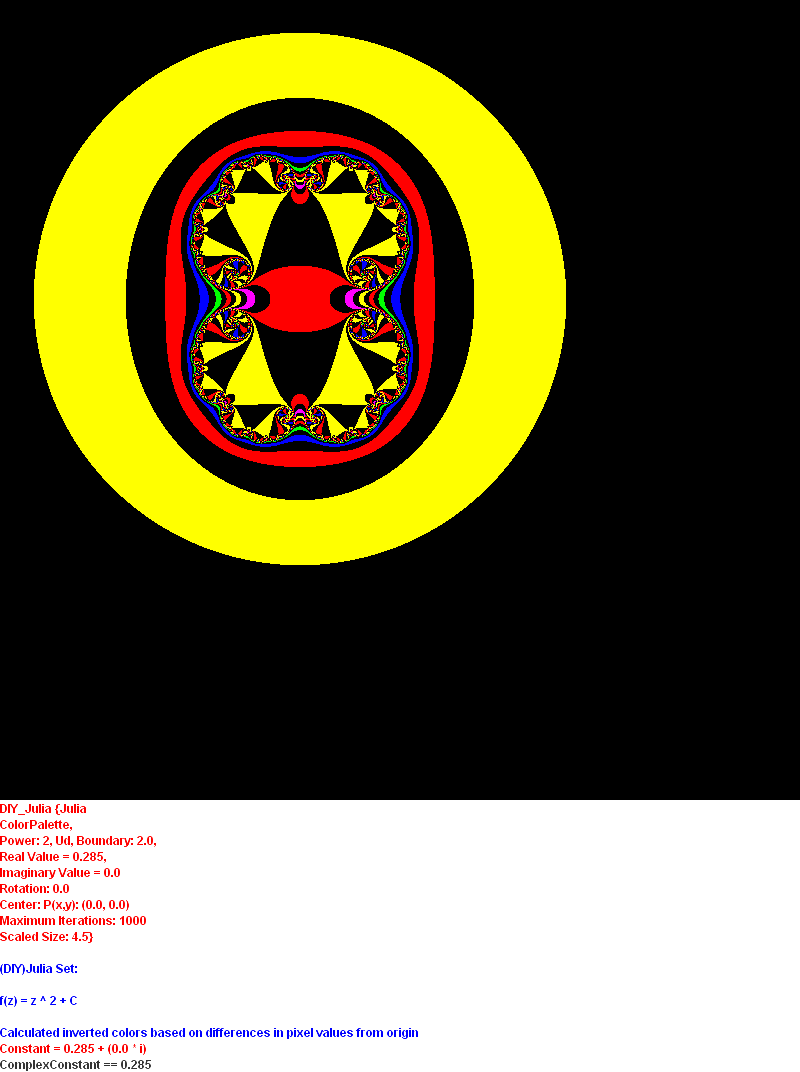 DIY_Julia {Julia
ColorPalette,
Power: 2, Ud, Boundary: 2.0,
Real Value = 0.285,
Imaginary Value = 0.0
Rotation: 0.0
Center: P(x,y): (0.0, 0.0)
Maximum Iterations: 1000
Scaled Size: 4.5}
(DIY)Julia Set:
f(z) = z ^ 2 + C
Calculated inverted colors based on differences in pixel values from origin
Constant = 0.285 + (0.0 * i)
ComplexConstant == 0.285